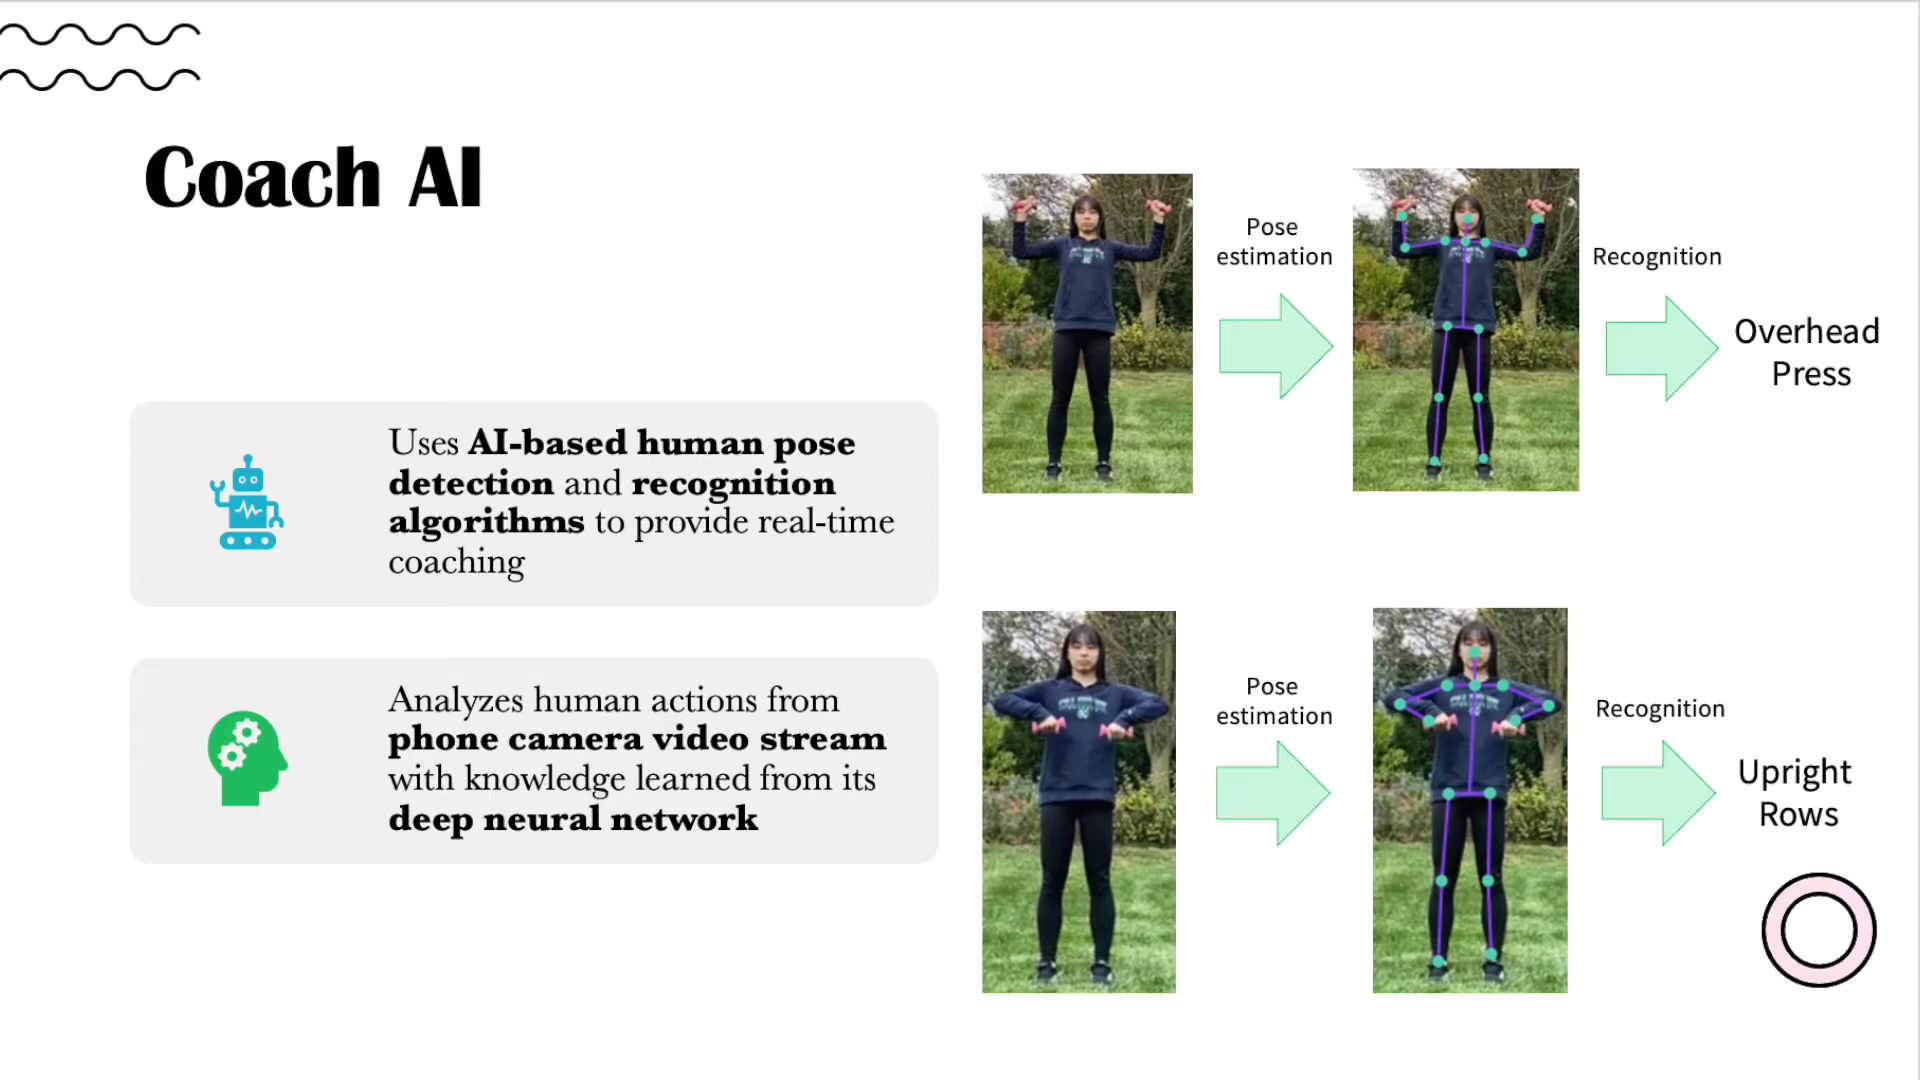 Coach AI
Uses AI-based human pose
detection and recognition
algorithms to provide real-time
coaching
Analyzes human actions from
phone camera video stream
with knowledge learned from its
deep neural network
Pose
estimation
Recognition
Overhead
Press
Pose
estimation
Recognition
Upright
Rows